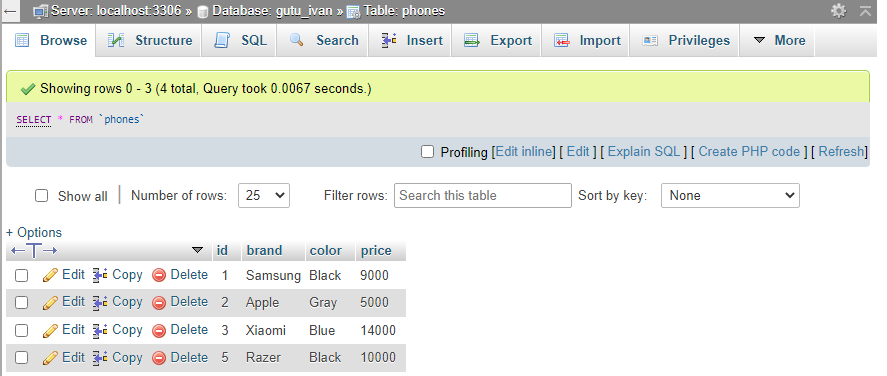 Server: localhost:3306 » Database: gutu_ivan » Table: phones
Browse Structure SQL Search Insert Export Import Privileges More
Showing rows 0 - 3 (4 total, Query took 0.0067 seconds.)
SELECT * FROM `phones`
Profiling [Edit inline] [ Edit ] [ Explain SQL ] [ Create PHP code ] [ Refresh]
Show all Number of rows: 25 Filter rows: Search this table Sort by key: None
+ Options
←T→ id brand color price
Edit Copy Delete 1 Samsung Black 9000
Edit Copy Delete 2 Apple Gray 5000
Edit Copy Delete 3 Xiaomi Blue 14000
Edit Copy Delete 5 Razer Black 10000